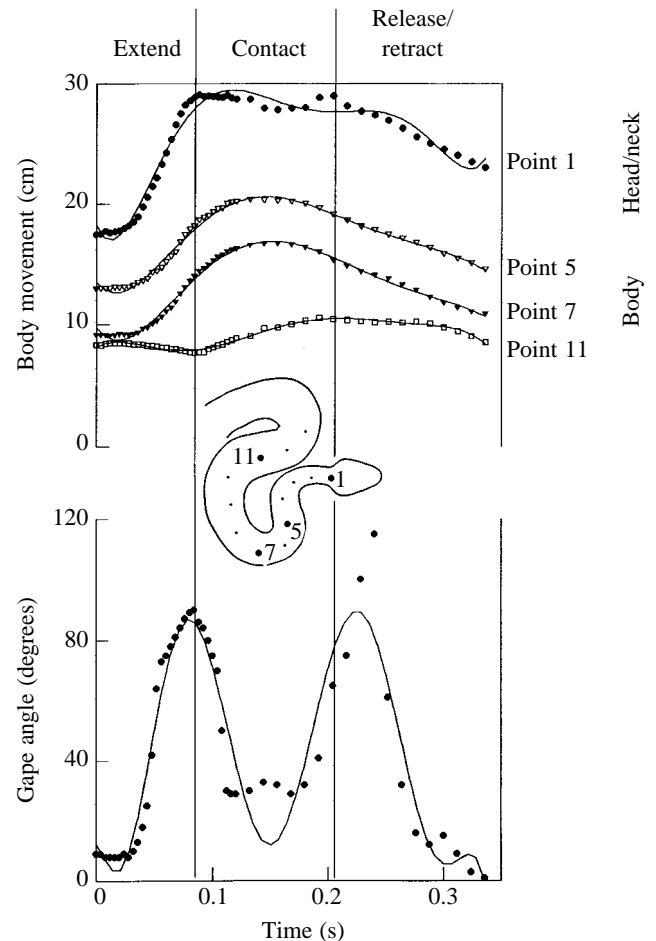 Release/
Extend Contact retract
30
20
10
0
Body movement (cm)
Point 1
Point 5
Point 7
Point 11
Head/neck
Body
11
1
5
7
120
80
40
0
Gape angle (degrees)
0 0.1 0.2 0.3
Time (s)